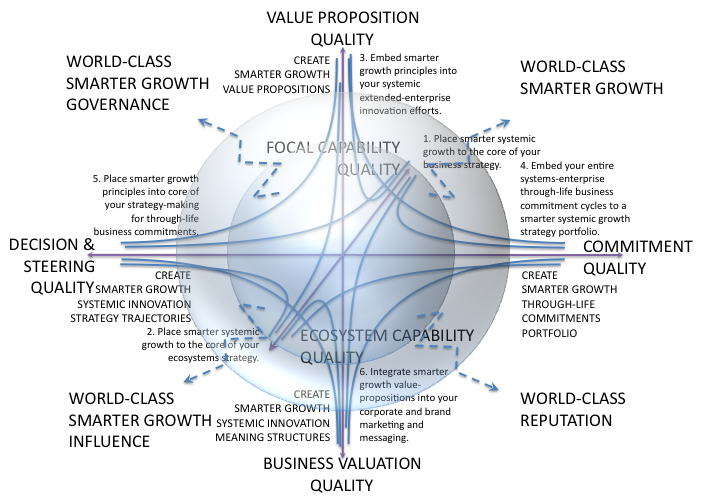 VALUE PROPOSITION
QUALITY
WORLD-CLASS
SMARTER GROWTH
GOVERNANCE
CREATE
SMARTER GROWTH
VALUE PROPOSITIONS
3. Embed smarter
growth principles into
your systemic
extended-enterprise
innovation efforts.
WORLD-CLASS
SMARTER GROWTH
FOCAL CAPABILITY
QUALITY
1. Place smarter systemic
growth to the core of your
business strategy.
4. Embed your entire
systems-enterprise
through-life business
commitment cycles to a
smarter systemic growth
strategy portfolio.
5. Place smarter growth
principles into core of
your strategy-making
for through-life
business commitments.
DECISION &
STEERING
QUALITY
COMMITMENT
QUALITY
CREATE
SMARTER GROWTH
SYSTEMIC INNOVATION
STRATEGY TRAJECTORIES
CREATE
SMARTER GROWTH
THROUGH-LIFE
COMMITMENTS
PORTFOLIO
2. Place smarter systemic
growth to the core of your
ecosystems strategy.
ECOSYSTEM CAPABILITY
QUALITY
WORLD-CLASS
SMARTER GROWTH
INFLUENCE
CREATE
SMARTER GROWTH
SYSTEMIC INNOVATION
MEANING STRUCTURES
6. Integrate smarter
growth value-
propositions into your
corporate and brand
marketing and
messaging.
WORLD-CLASS
REPUTATION
BUSINESS VALUATION
QUALITY